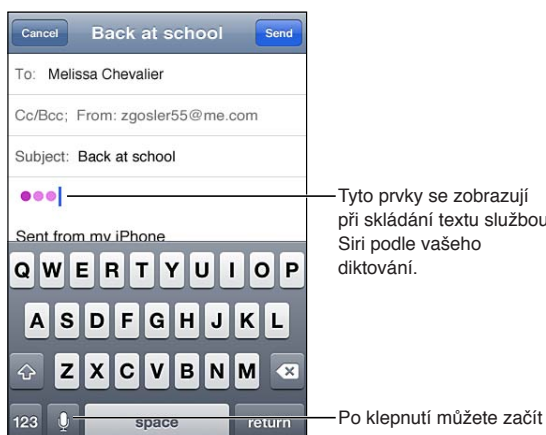 Cancel Back at school Send
To: Melissa Chevalier
Cc/Bcc; From: zgosler55@me.com
Subject: Back at school
Tyto prvky se zobrazují
při skládání textu službou
Siri podle vašeho
diktování.
Sent from my iPhone
Q W E R T Y U I O P
A S D F G H J K L
Z X C V B N M
123 space return
Po klepnutí můžete začít